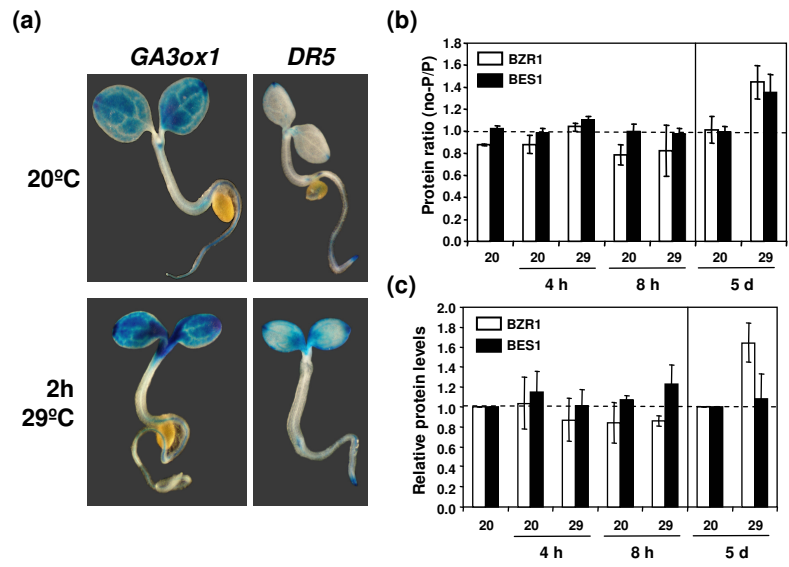 (a)
GA3ox1 DR5
20ºC
2h
29ºC
(b)
Protein ratio (no-P/P)
1.8
1.6
1.4
1.2
1.0
0.8
0.6
0.4
0.2
0.0
BZR1
BES1
20 20 29 20 29 20 29
4 h 8 h 5 d
(c)
Relative protein levels
2.0
1.8
1.6
1.4
1.2
1.0
0.8
0.6
0.4
0.2
0.0
BZR1
BES1
20 20 29 20 29 20 29
4 h 8 h 5 d